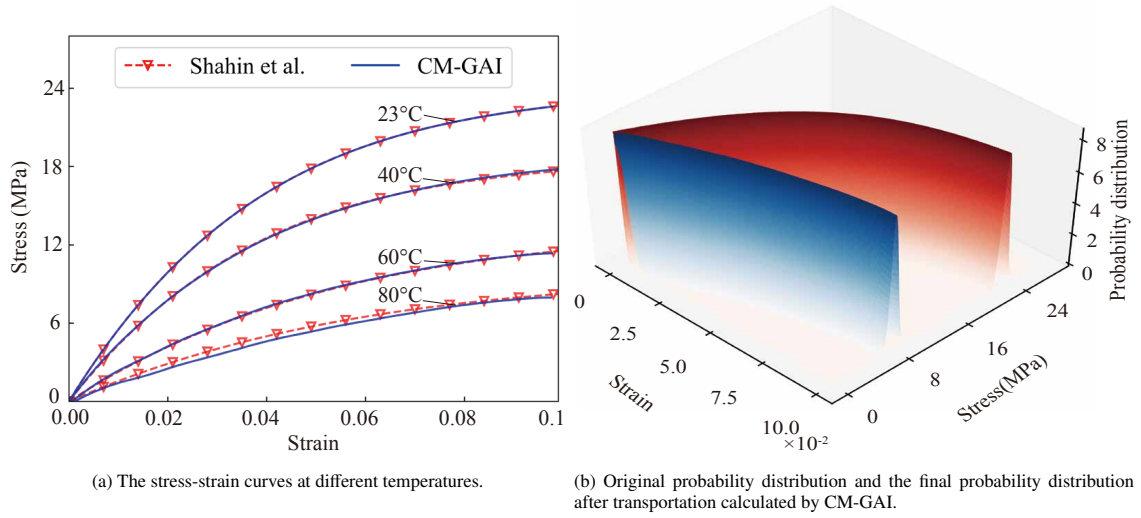 Shahin et al.
CM-GAI
24
18
12
6
0
Stress (MPa)
23°C
40°C
60°C
80°C
0.00
0.02
0.04
0.06
0.08
0.1
Strain
(a) The stress-strain curves at different temperatures.
8
6
4
2
0
Probability distribution
0
2.5
5.0
7.5
10.0
×10⁻²
Strain
0
8
16
24
Stress(MPa)
(b) Original probability distribution and the final probability distribution
after transportation calculated by CM-GAI.